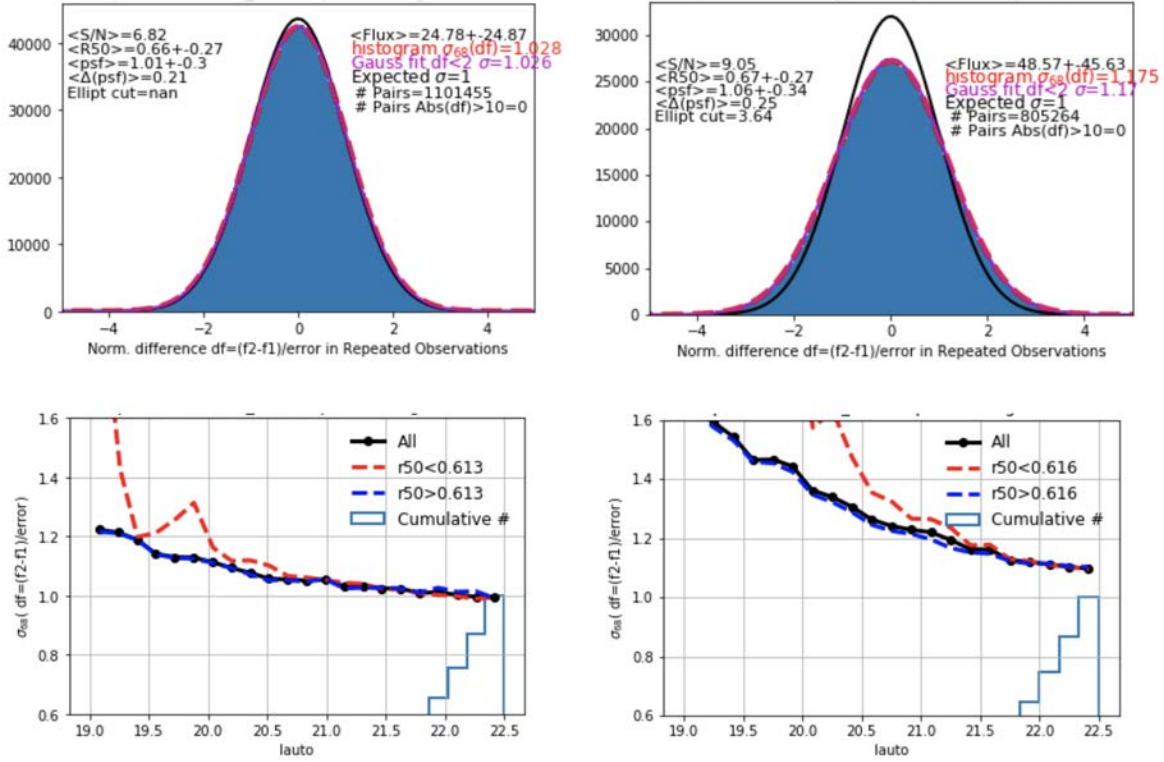 <S/N>=6.82
<R50>=0.66+-0.27
<psf>=1.01+-0.3
<Δ(psf)>=0.21
Ellipt cut=nan
<Flux>=24.78+-24.87
histogram σ68(df)=1.028
Gauss fit df<2 σ=1.026
Expected σ=1
# Pairs=1101455
# Pairs Abs(df)>10=0
40000
30000
20000
10000
0
−4 −2 0 2 4
Norm. difference df=(f2-f1)/error in Repeated Observations
<S/N>=9.05
<R50>=0.67+-0.27
<psf>=1.06+-0.34
<Δ(psf)>=0.25
Ellipt cut=3.64
<Flux>=48.57+-45.63
histogram σ68(df)=1.175
Gauss fit df<2 σ=1.17
Expected σ=1
# Pairs=805264
# Pairs Abs(df)>10=0
30000
25000
20000
15000
10000
5000
0
−4 −2 0 2 4
Norm. difference df=(f2-f1)/error in Repeated Observations
σ68( df=(f2-f1)/error)
1.6
1.4
1.2
1.0
0.8
0.6
All
r50<0.613
r50>0.613
Cumulative #
19.0 19.5 20.0 20.5 21.0 21.5 22.0 22.5
Iauto
σ68( df=(f2-f1)/error)
1.6
1.4
1.2
1.0
0.8
0.6
All
r50<0.616
r50>0.616
Cumulative #
19.0 19.5 20.0 20.5 21.0 21.5 22.0 22.5
Iauto